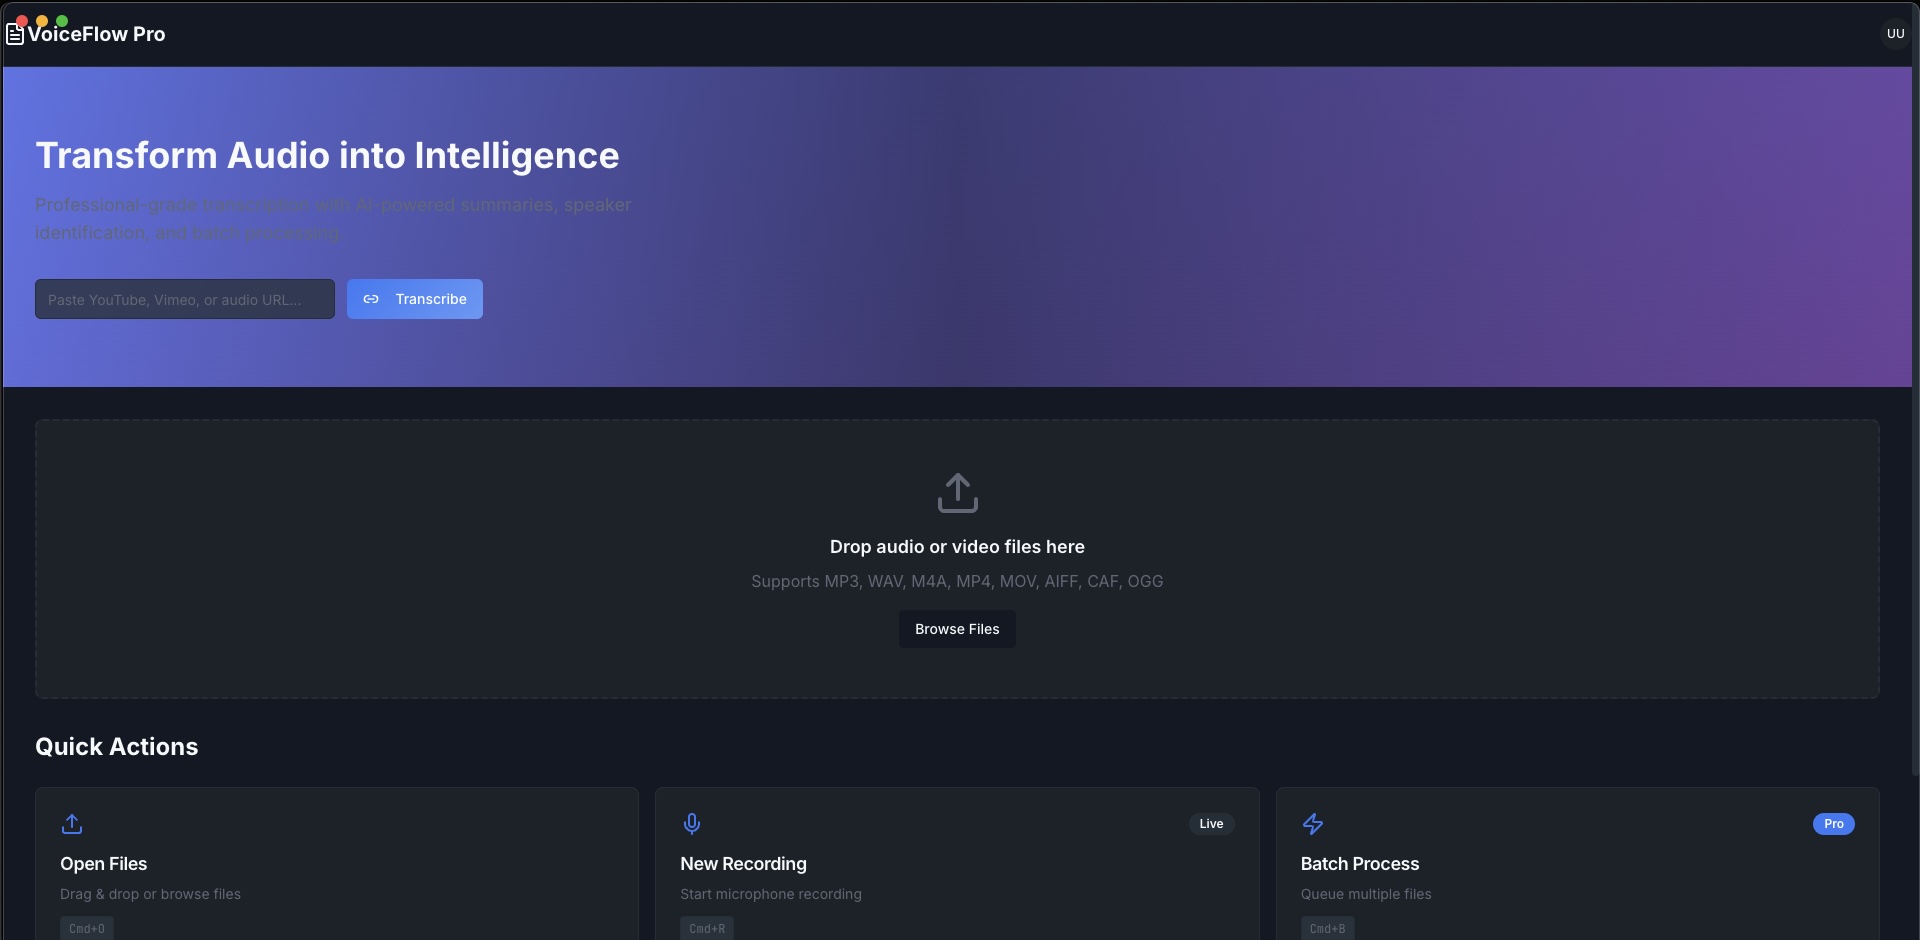 VoiceFlow Pro
UU
Transform Audio into Intelligence
Professional-grade transcription with AI-powered summaries, speaker
identification, and batch processing.
Paste YouTube, Vimeo, or audio URL...
Transcribe
Drop audio or video files here
Supports MP3, WAV, M4A, MP4, MOV, AIFF, CAF, OGG
Browse Files
Quick Actions
Open Files
Drag & drop or browse files
Cmd+O
Live
New Recording
Start microphone recording
Cmd+R
Pro
Batch Process
Queue multiple files
Cmd+B